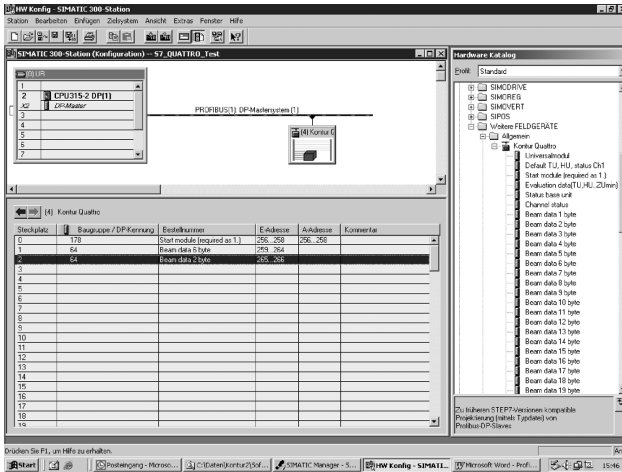 HW Konfig - SIMATIC 300-Station
Station Bearbeiten Einfügen Zielsystem Ansicht Extras Fenster Hilfe
SIMATIC 300-Station (Konfiguration) -- S7_QUATTRO_Test
(0) UR
1
2 CPU315-2 DP(1)
X2 DP-Master
3
4
5
6
7
PROFIBUS(1): DP-Mastersystem (1)
(4) Kontur Q
(4) Kontur Quattro
Steckplatz Baugruppe / DP-Kennung Bestellnummer E-Adresse A-Adresse Kommentar
0 178 Start module (required as 1.) 256...258 256...258
1 64 Beam data 6 byte 259...264
2 64 Beam data 2 byte 265...266
3
4
5
6
7
8
9
10
11
12
13
14
15
16
17
18
19
Hardware Katalog
Profil: Standard
SIMODRIVE
SIMOREG
SIMOVERT
SIPOS
Weitere FELDGERÄTE
Allgemein
Kontur Quattro
Universalmodul
Default TU, HU, status Ch1
Start module (required as 1.)
Evaluation data(TU,HU..ZUmin)
Status base unit
Channel status
Beam data 1 byte
Beam data 2 byte
Beam data 3 byte
Beam data 4 byte
Beam data 5 byte
Beam data 6 byte
Beam data 7 byte
Beam data 8 byte
Beam data 9 byte
Beam data 10 byte
Beam data 11 byte
Beam data 12 byte
Beam data 13 byte
Beam data 14 byte
Beam data 15 byte
Beam data 16 byte
Beam data 17 byte
Beam data 18 byte
Beam data 19 byte
Zu früheren STEP7-Versionen kompatible
Projektierung (mittels Typdatei) von
Profibus-DP-Slaves
Drücken Sie F1, um Hilfe zu erhalten.
Start
Posteingang - Microso...
C:\Daten\Kontur2\Sof...
SIMATIC Manager - S...
HW Konfig - SIMATI...
Microsoft Word - Profi...
15:46